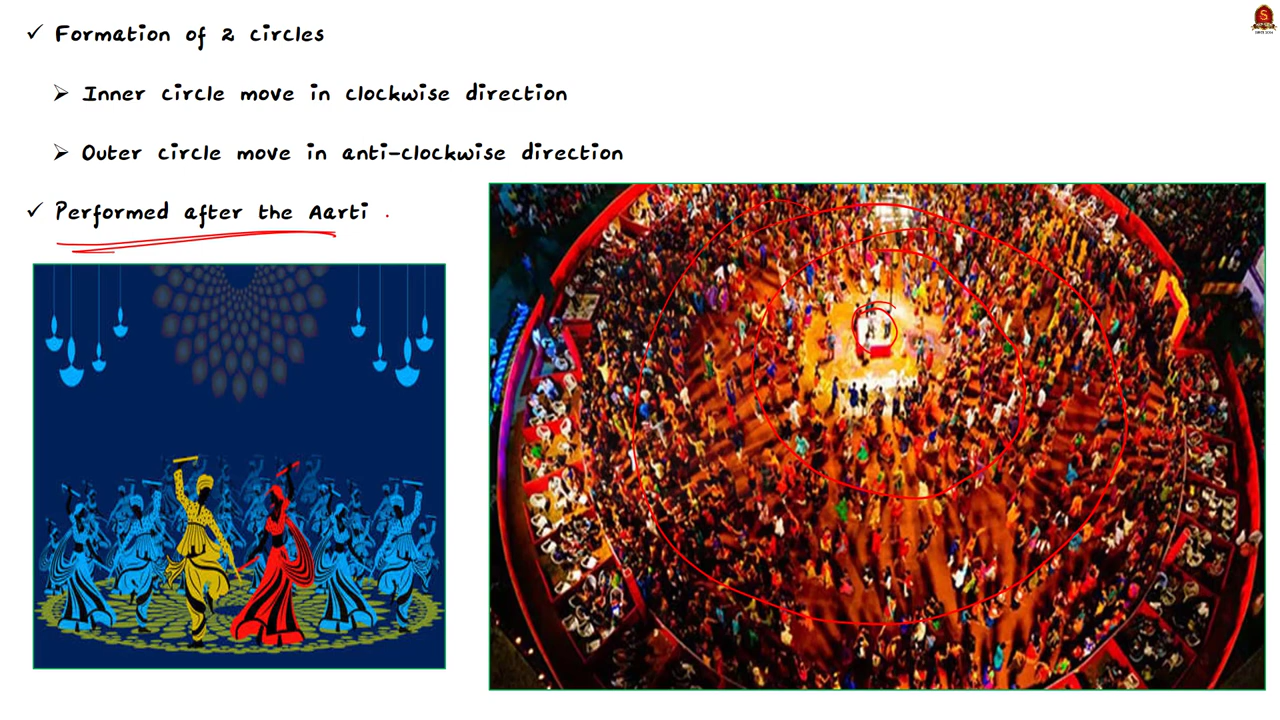 Formation of 2 circles
Inner circle move in clockwise direction
Outer circle move in anti-clockwise direction
Performed after the Aarti